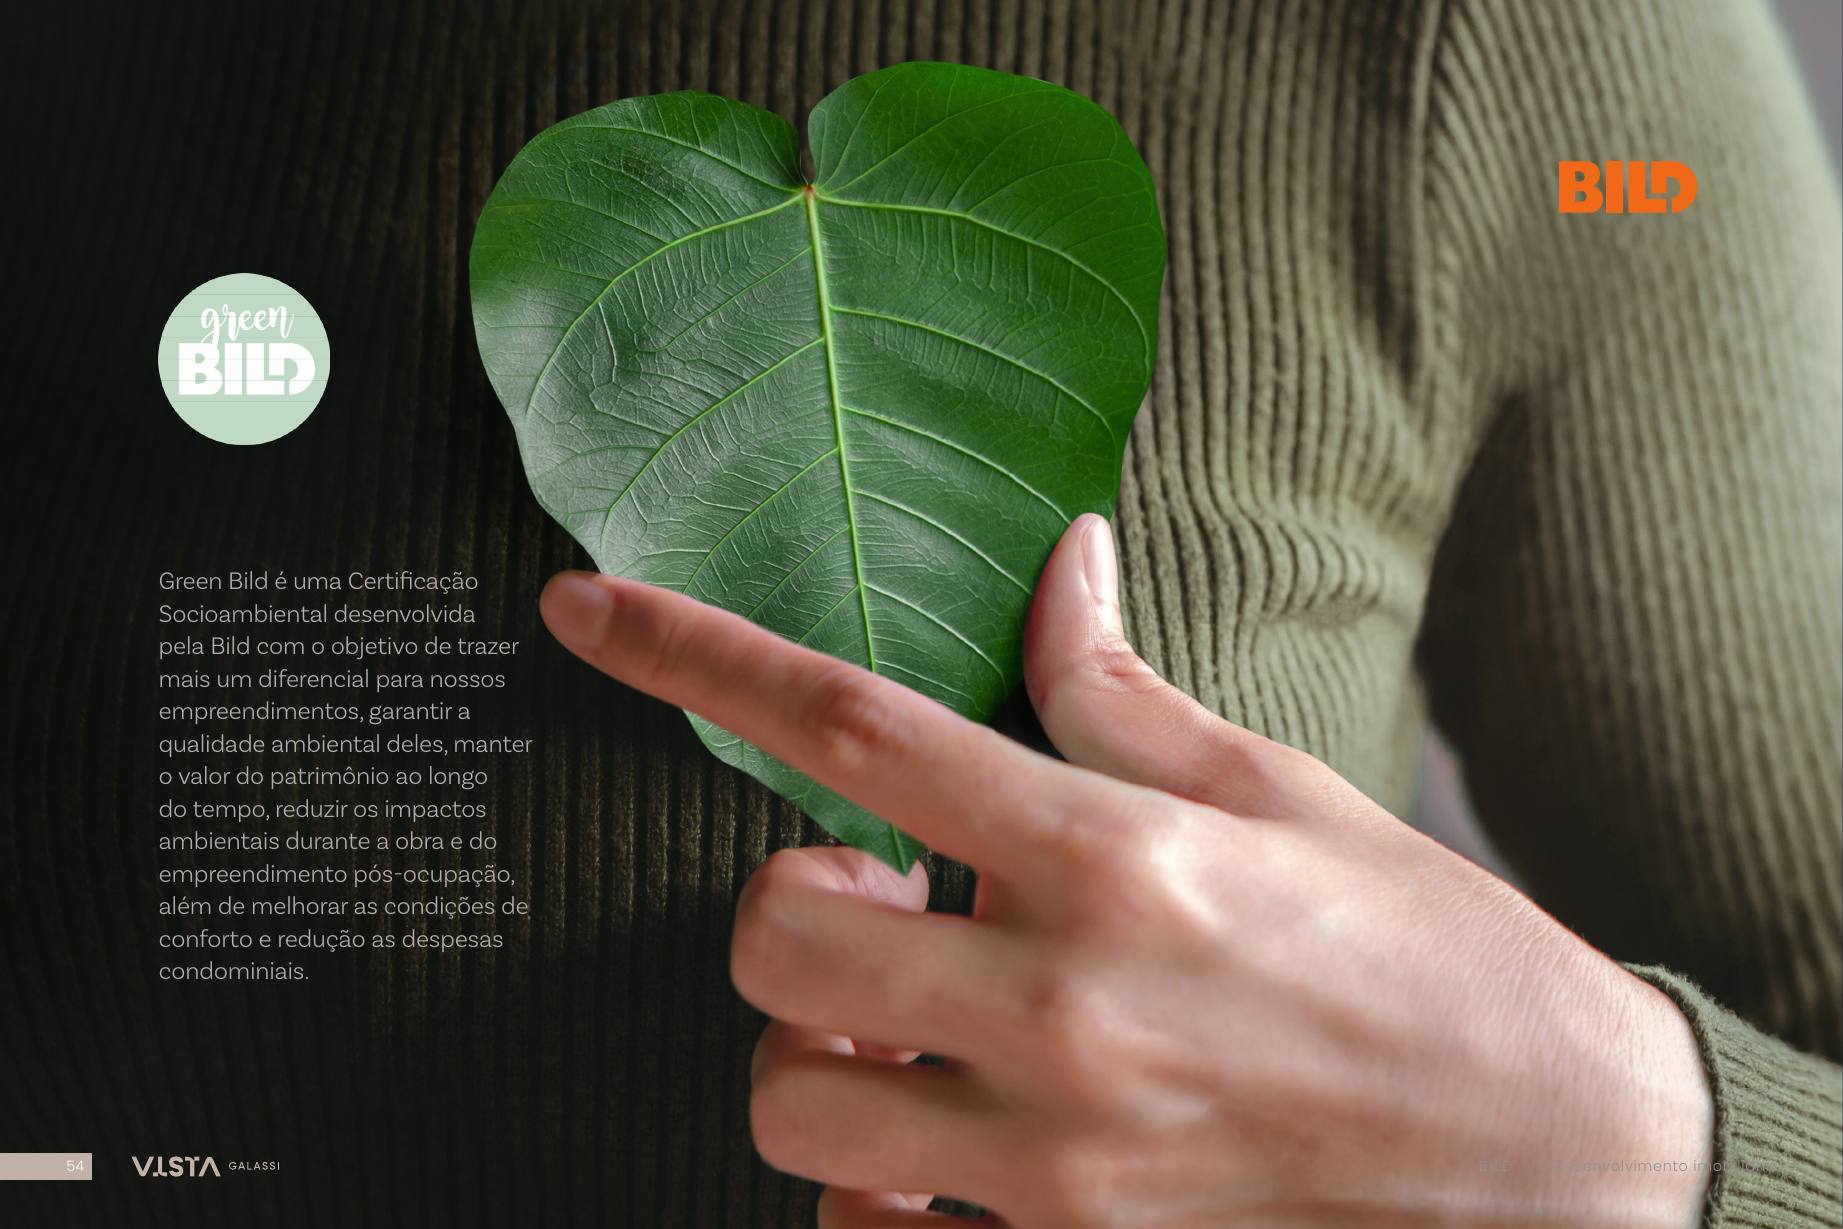 BILD
green
BILD
Green Bild é uma Certificação
Socioambiental desenvolvida
pela Bild com o objetivo de trazer
mais um diferencial para nossos
empreendimentos, garantir a
qualidade ambiental deles, manter
o valor do patrimônio ao longo
do tempo, reduzir os impactos
ambientais durante a obra e do
empreendimento pós-ocupação,
além de melhorar as condições de
conforto e redução as despesas
condominiais.
54
VISTA GALASSI
BILD